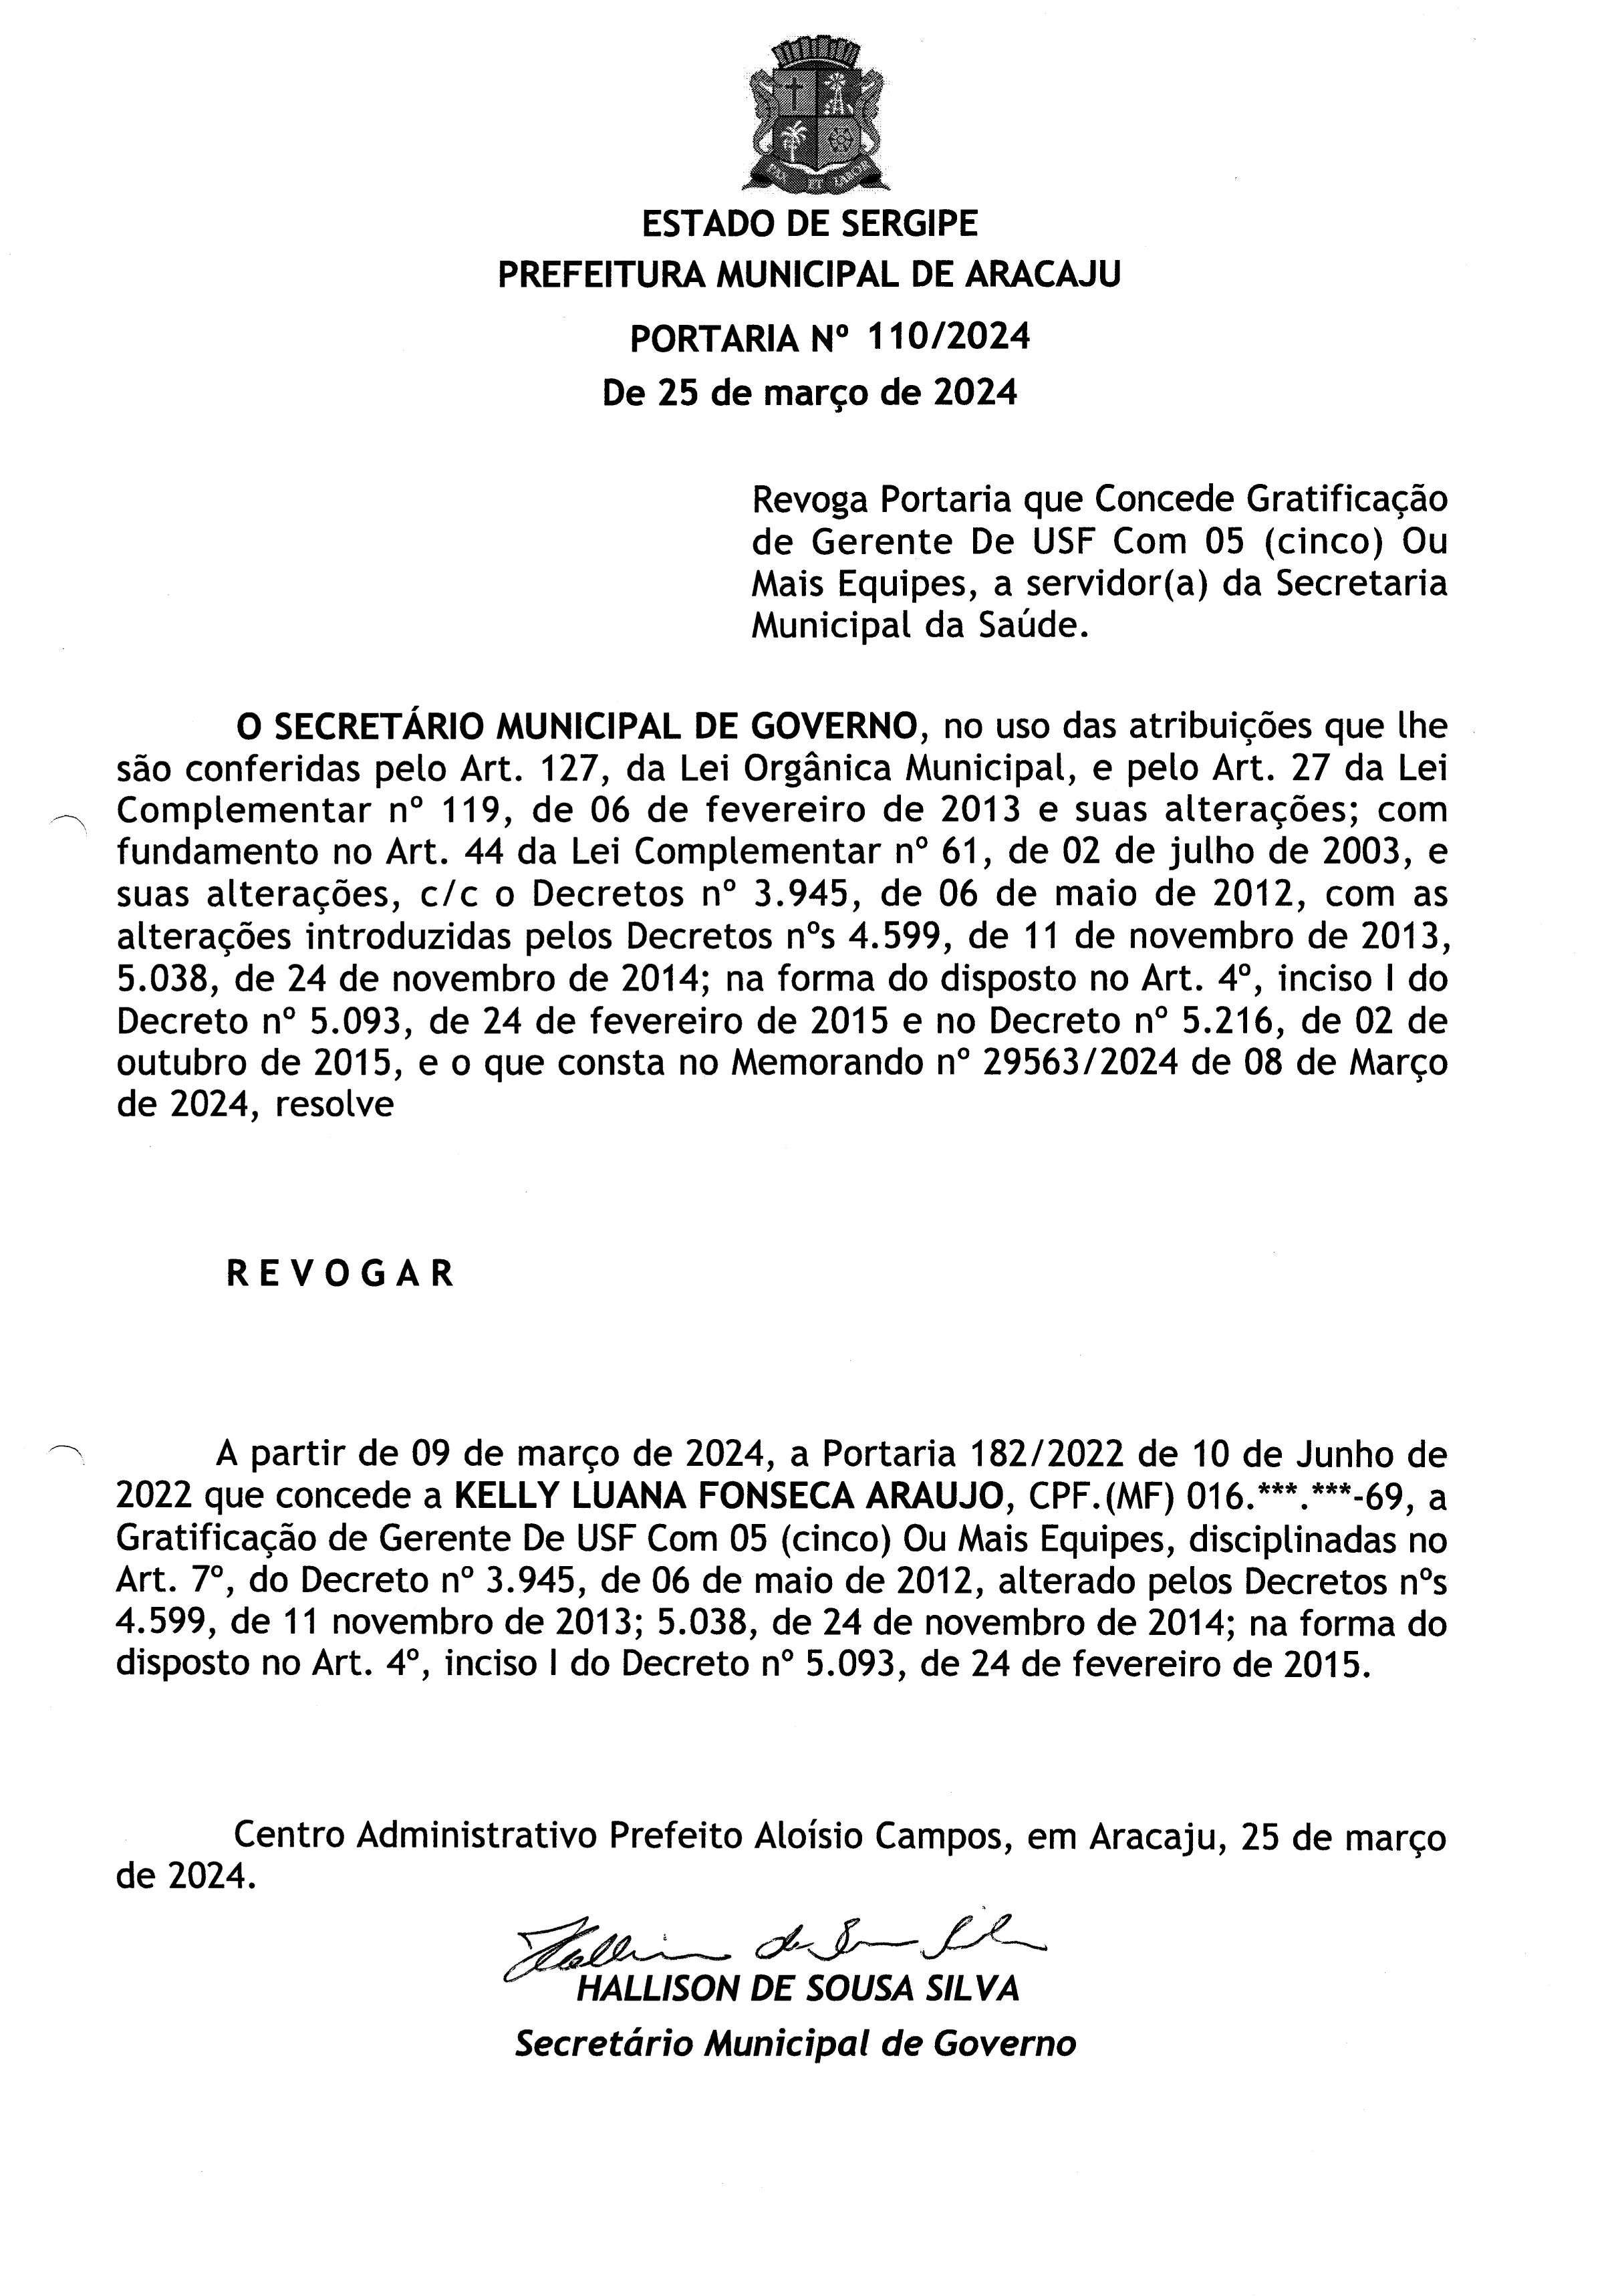 PAX ET LABOR
ESTADO DE SERGIPE
PREFEITURA MUNICIPAL DE ARACAJU
PORTARIA Nº 110/2024
De 25 de março de 2024
Revoga Portaria que Concede Gratificação
de Gerente De USF Com 05 (cinco) Ou
Mais Equipes, a servidor(a) da Secretaria
Municipal da Saúde.
O SECRETÁRIO MUNICIPAL DE GOVERNO, no uso das atribuições que lhe
são conferidas pelo Art. 127, da Lei Orgânica Municipal, e pelo Art. 27 da Lei
Complementar nº 119, de 06 de fevereiro de 2013 e suas alterações; com
fundamento no Art. 44 da Lei Complementar nº 61, de 02 de julho de 2003, e
suas alterações, c/c o Decretos nº 3.945, de 06 de maio de 2012, com as
alterações introduzidas pelos Decretos nºs 4.599, de 11 de novembro de 2013,
5.038, de 24 de novembro de 2014; na forma do disposto no Art. 4º, inciso I do
Decreto nº 5.093, de 24 de fevereiro de 2015 e no Decreto nº 5.216, de 02 de
outubro de 2015, e o que consta no Memorando nº 29563/2024 de 08 de Março
de 2024, resolve
R E V O G A R
A partir de 09 de março de 2024, a Portaria 182/2022 de 10 de Junho de
2022 que concede a KELLY LUANA FONSECA ARAUJO, CPF.(MF) 016.***.***-69, a
Gratificação de Gerente De USF Com 05 (cinco) Ou Mais Equipes, disciplinadas no
Art. 7º, do Decreto nº 3.945, de 06 de maio de 2012, alterado pelos Decretos nºs
4.599, de 11 novembro de 2013; 5.038, de 24 de novembro de 2014; na forma do
disposto no Art. 4º, inciso I do Decreto nº 5.093, de 24 de fevereiro de 2015.
Centro Administrativo Prefeito Aloísio Campos, em Aracaju, 25 de março
de 2024.
Hallison de Sousa Silva
HALLISON DE SOUSA SILVA
Secretário Municipal de Governo